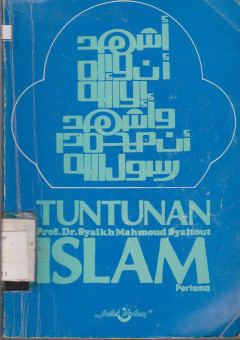 أشهد
أن لا إله
إلا الله
وأشهد
أن محمدا
رسول الله
TUNTUNAN
Prof. Dr. Syaikh Mahmoud Syaltout
ISLAM
Pertama